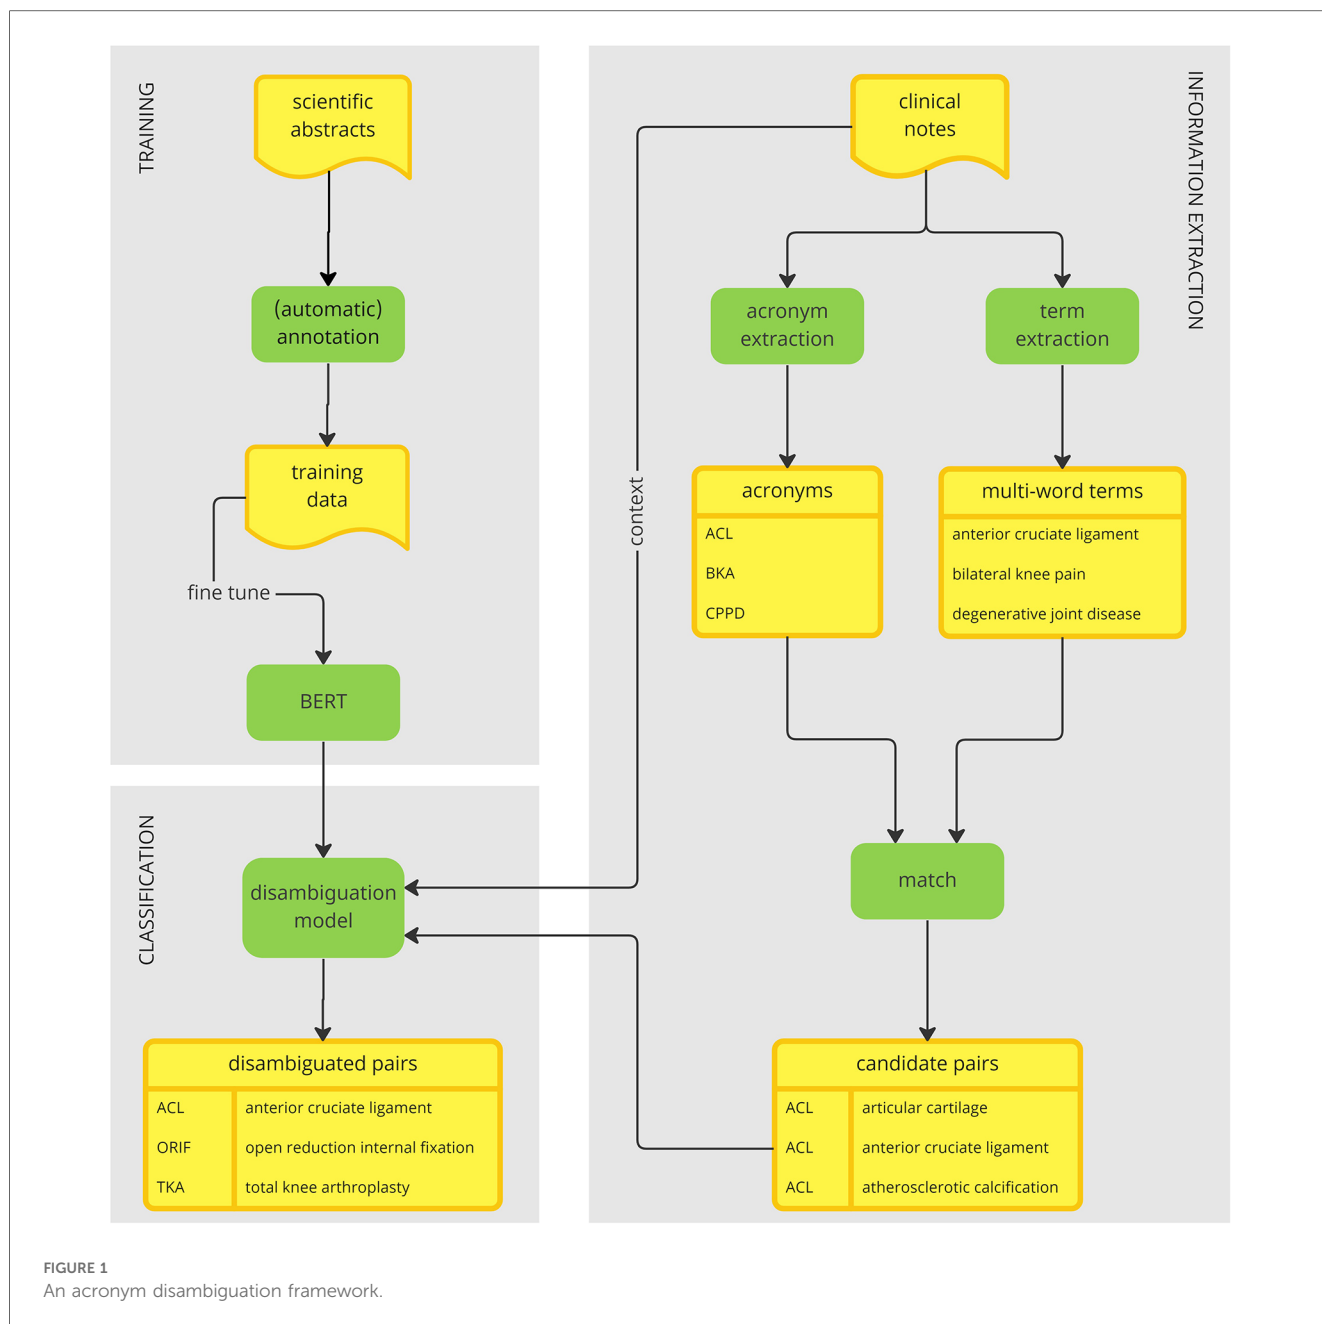 TRAINING
scientific
abstracts
(automatic)
annotation
training
data
fine tune
BERT
INFORMATION EXTRACTION
clinical
notes
acronym
extraction
term
extraction
context
acronyms
ACL
BKA
CPPD
multi-word terms
anterior cruciate ligament
bilateral knee pain
degenerative joint disease
match
candidate pairs
ACL articular cartilage
ACL anterior cruciate ligament
ACL atherosclerotic calcification
CLASSIFICATION
disambiguation
model
disambiguated pairs
ACL anterior cruciate ligament
ORIF open reduction internal fixation
TKA total knee arthroplasty
FIGURE 1
An acronym disambiguation framework.